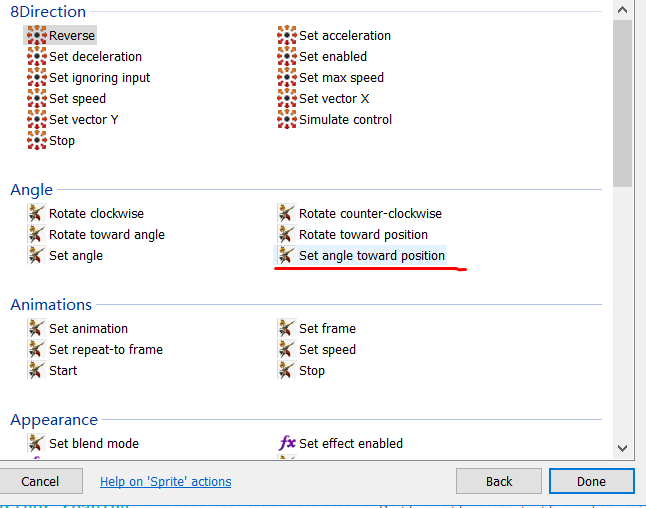 8Direction
Reverse
Set acceleration
Set deceleration
Set enabled
Set ignoring input
Set max speed
Set speed
Set vector X
Set vector Y
Simulate control
Stop
Angle
Rotate clockwise
Rotate counter-clockwise
Rotate toward angle
Rotate toward position
Set angle
Set angle toward position
Animations
Set animation
Set frame
Set repeat-to frame
Set speed
Start
Stop
Appearance
Set blend mode
fx Set effect enabled
Cancel
Help on 'Sprite' actions
Back
Done